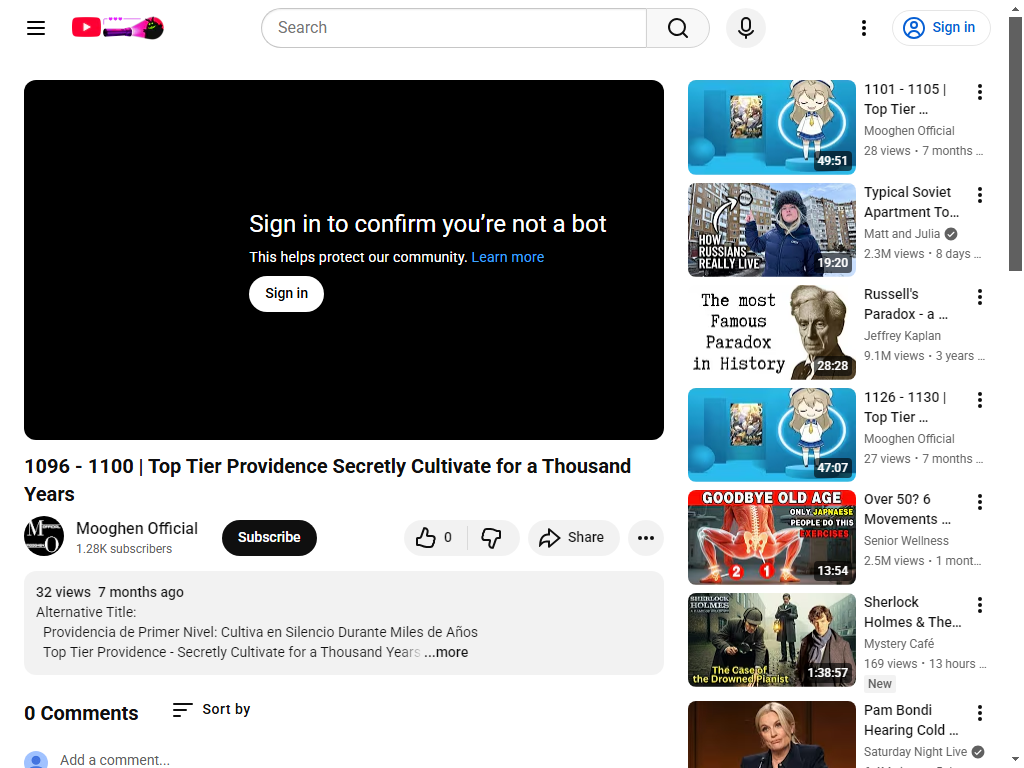 Search
Sign in
Sign in to confirm you’re not a bot
This helps protect our community. Learn more
Sign in
1096 - 1100 | Top Tier Providence Secretly Cultivate for a Thousand
Years
Mooghen Official
1.28K subscribers
Subscribe
0
Share
32 views 7 months ago
Alternative Title:
Providencia de Primer Nivel: Cultiva en Silencio Durante Miles de Años
Top Tier Providence - Secretly Cultivate for a Thousand Years ...more
0 Comments
Sort by
Add a comment...
49:51
1101 - 1105 |
Top Tier ...
Mooghen Official
28 views • 7 months ...
HOW
RUSSIANS
REALLY LIVE
19:20
Typical Soviet
Apartment To...
Matt and Julia
2.3M views • 8 days ...
The most
Famous
Paradox
in History
28:28
Russell's
Paradox - a ...
Jeffrey Kaplan
9.1M views • 3 years ...
47:07
1126 - 1130 |
Top Tier ...
Mooghen Official
27 views • 7 months ...
GOODBYE OLD AGE
ONLY JAPNAESE
PEOPLE DO THIS
EXERCISES
2 1
13:54
Over 50? 6
Movements ...
Senior Wellness
2.5M views • 1 mont...
SHERLOCK
HOLMES
The Case of
the Drowned Pianist
1:38:57
Sherlock
Holmes & The...
Mystery Café
169 views • 13 hours ...
New
Pam Bondi
Hearing Cold ...
Saturday Night Live